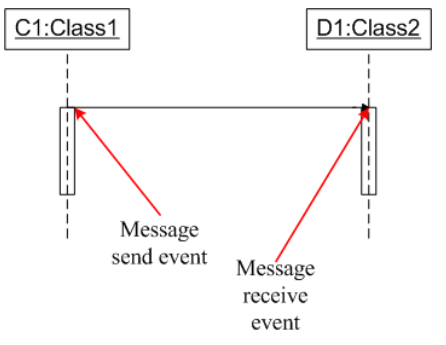 C1:Class1
D1:Class2
Message
send event
Message
receive
event